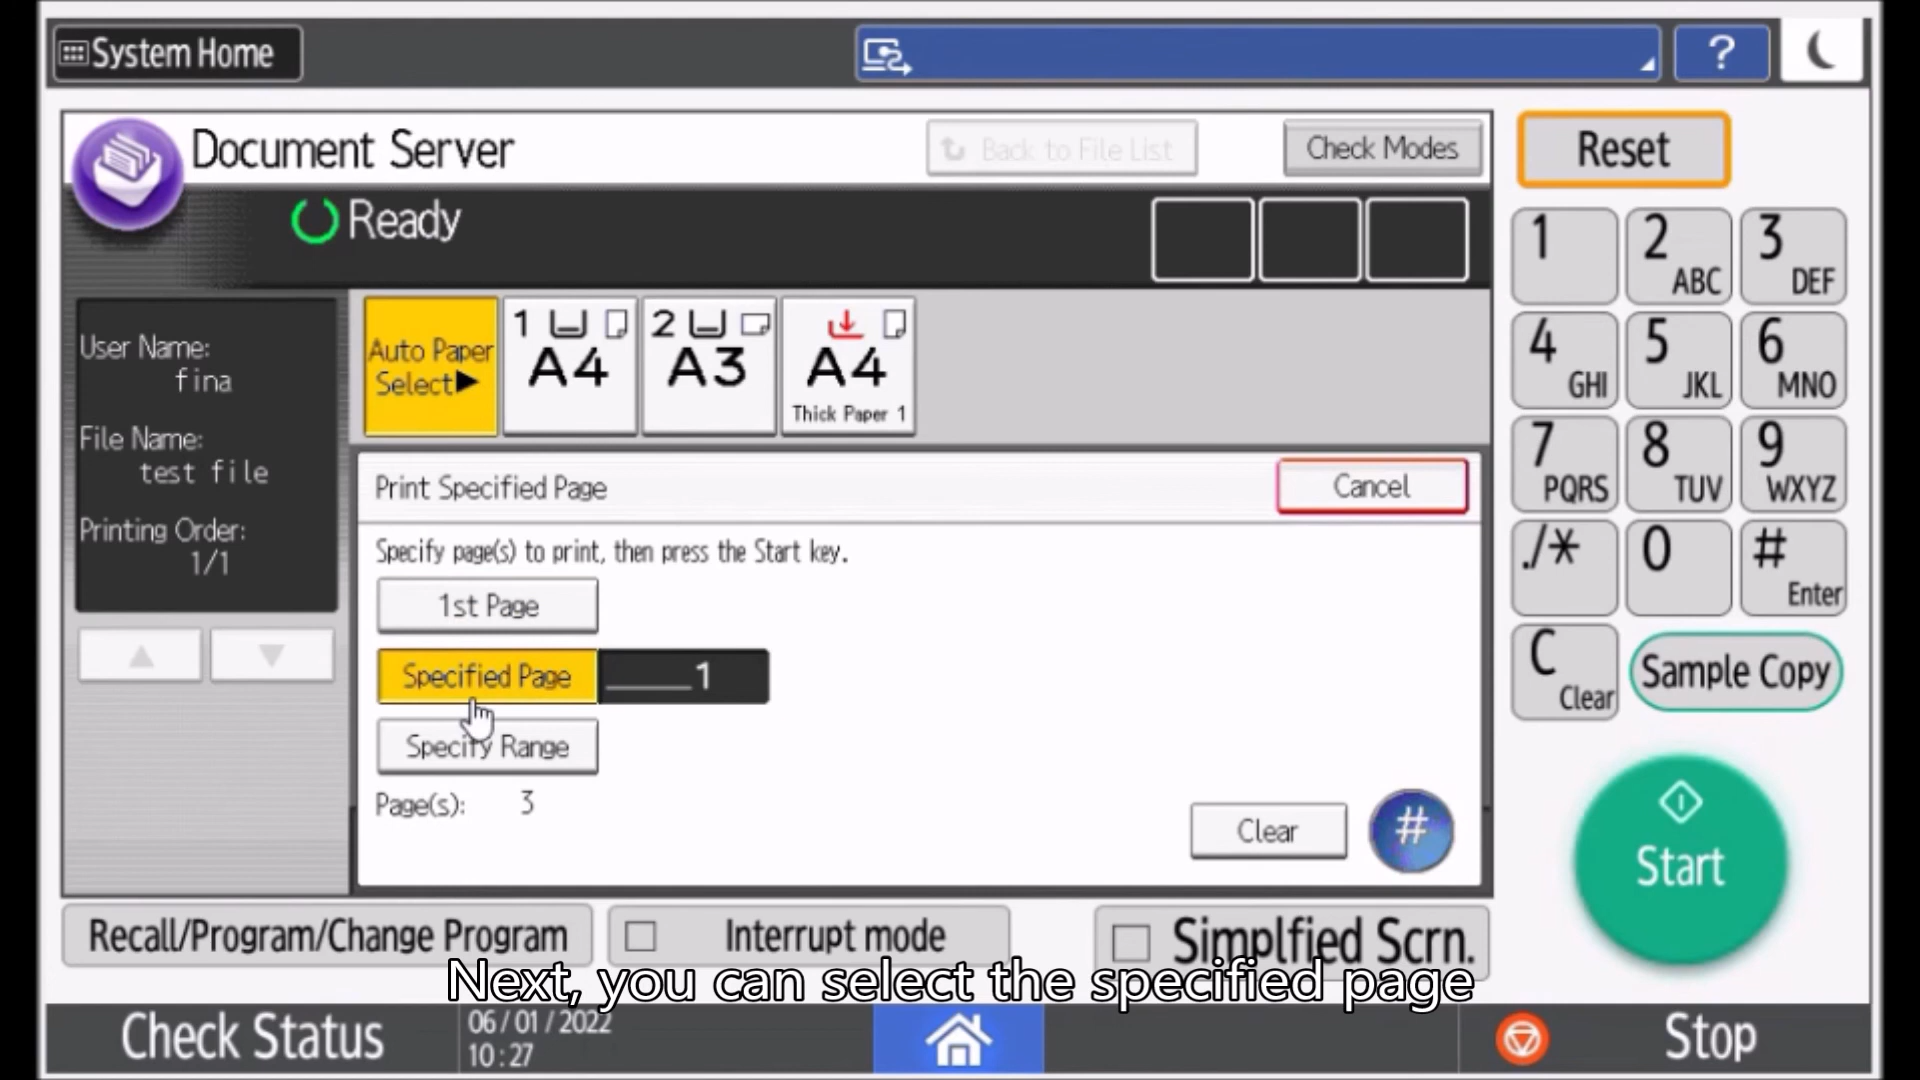 System Home
?
Document Server
Back to File List
Check Modes
Reset
Ready
1
2
ABC
3
DEF
User Name:
fina
File Name:
test file
Printing Order:
1/1
Auto Paper
Select▶
1
A4
2
A3
A4
Thick Paper 1
4
GHI
5
JKL
6
MNO
7
PQRS
8
TUV
9
WXYZ
Print Specified Page
Cancel
Specify page(s) to print, then press the Start key.
1st Page
Specified Page
______1
Specify Range
Page(s): 3
Clear
#
./*
0
#
Enter
C
Clear
Sample Copy
Start
Recall/Program/Change Program
Interrupt mode
Simplfied Scrn.
Next, you can select the specified page
Check Status
06/01/2022
10:27
Stop